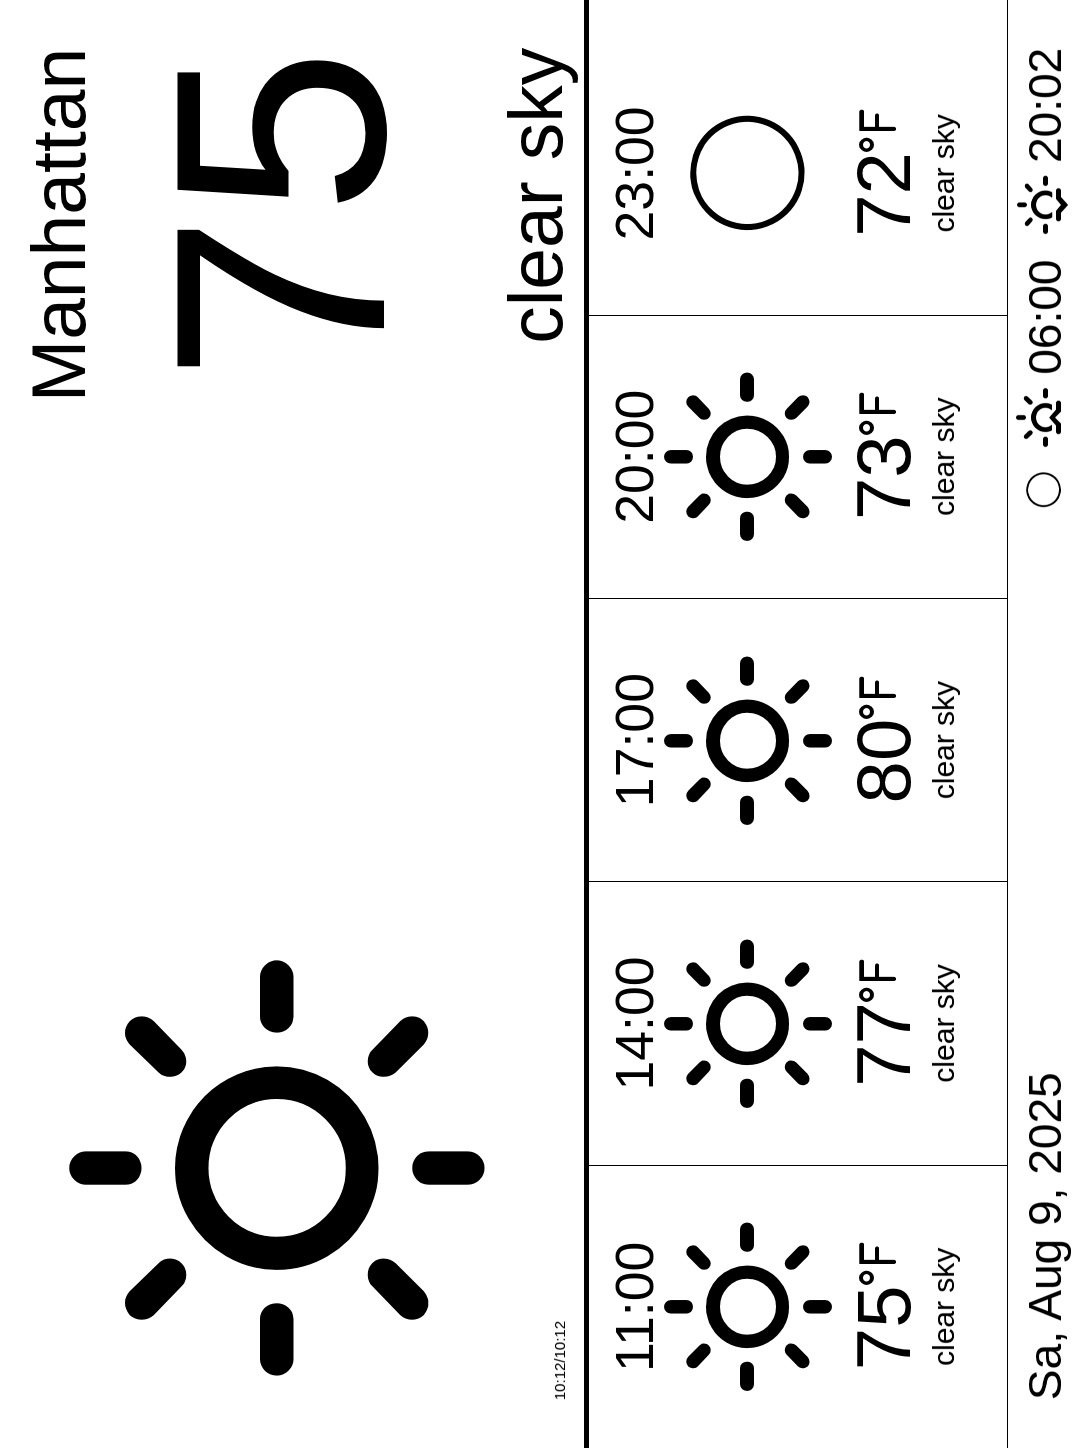 Manhattan
75
clear sky
10:12/10:12
11:00 14:00 17:00 20:00 23:00
75°F 77°F 80°F 73°F 72°F
clear sky clear sky clear sky clear sky clear sky
Sa, Aug 9, 2025 06:00 20:02